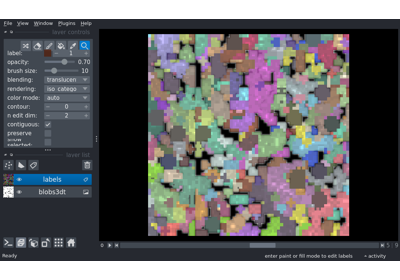 File View Window Plugins Help
layer controls
label: 1
opacity: 0.70
brush size: 10
blending: translucen
rendering: iso_catego
color mode: auto
contour: 0
n edit dim: 2
contiguous:
preserve
show
selected:
layer list
labels
blobs3dt
Ready
enter paint or fill mode to edit labels
activity